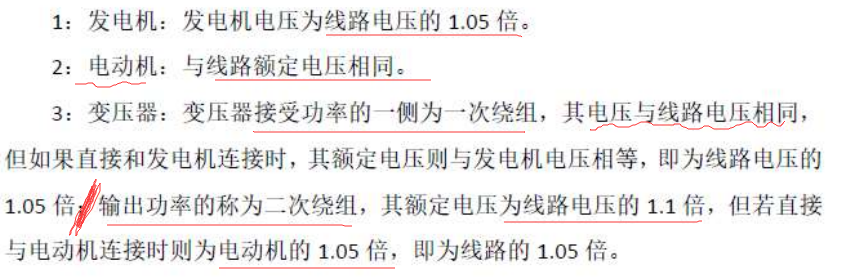 1：发电机：发电机电压为线路电压的 1.05 倍。
2：电动机：与线路额定电压相同。
3：变压器：变压器接受功率的一侧为一次绕组，其电压与线路电压相同，
但如果直接和发电机连接时，其额定电压则与发电机电压相等，即为线路电压的
1.05 倍；输出功率的称为二次绕组，其额定电压为线路电压的 1.1 倍，但若直接
与电动机连接时则为电动机的 1.05 倍，即为线路的 1.05 倍。